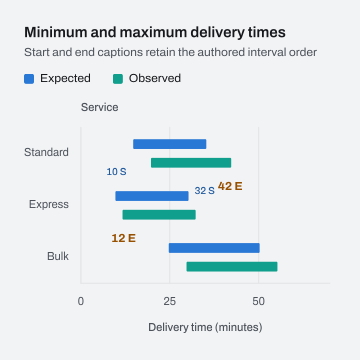 Minimum and maximum delivery times
Start and end captions retain the authored interval order
Expected Observed
Service
Standard
10 S
32 S 42 E
Express
12 E
Bulk
0 25 50
Delivery time (minutes)